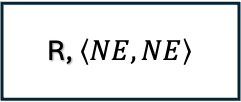 R, ⟨NE, NE⟩